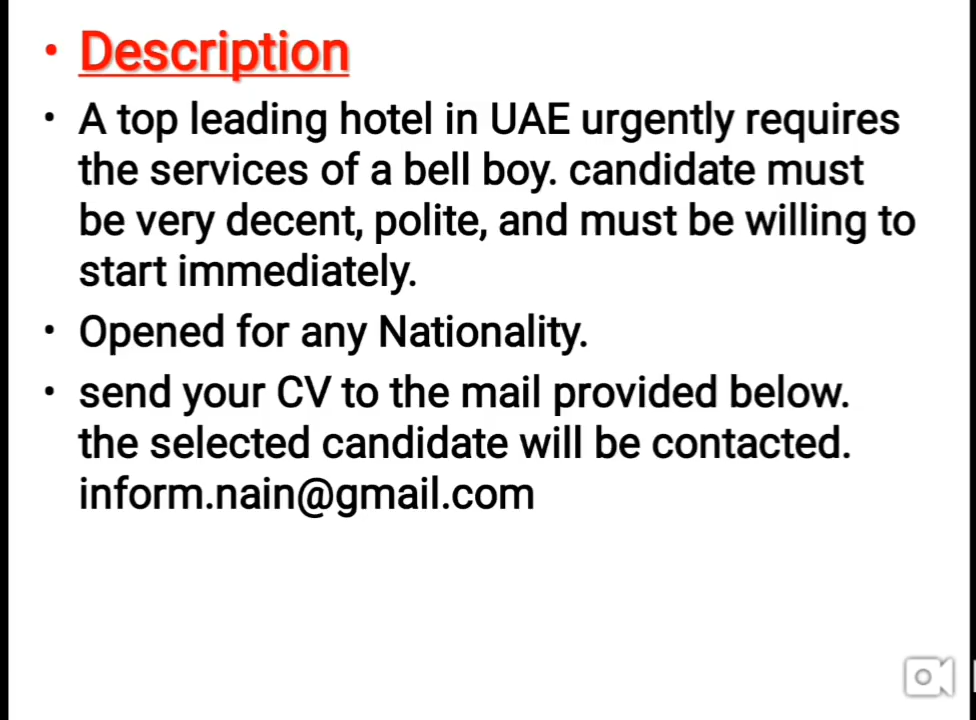 • Description
• A top leading hotel in UAE urgently requires
the services of a bell boy. candidate must
be very decent, polite, and must be willing to
start immediately.
• Opened for any Nationality.
• send your CV to the mail provided below.
the selected candidate will be contacted.
inform.nain@gmail.com